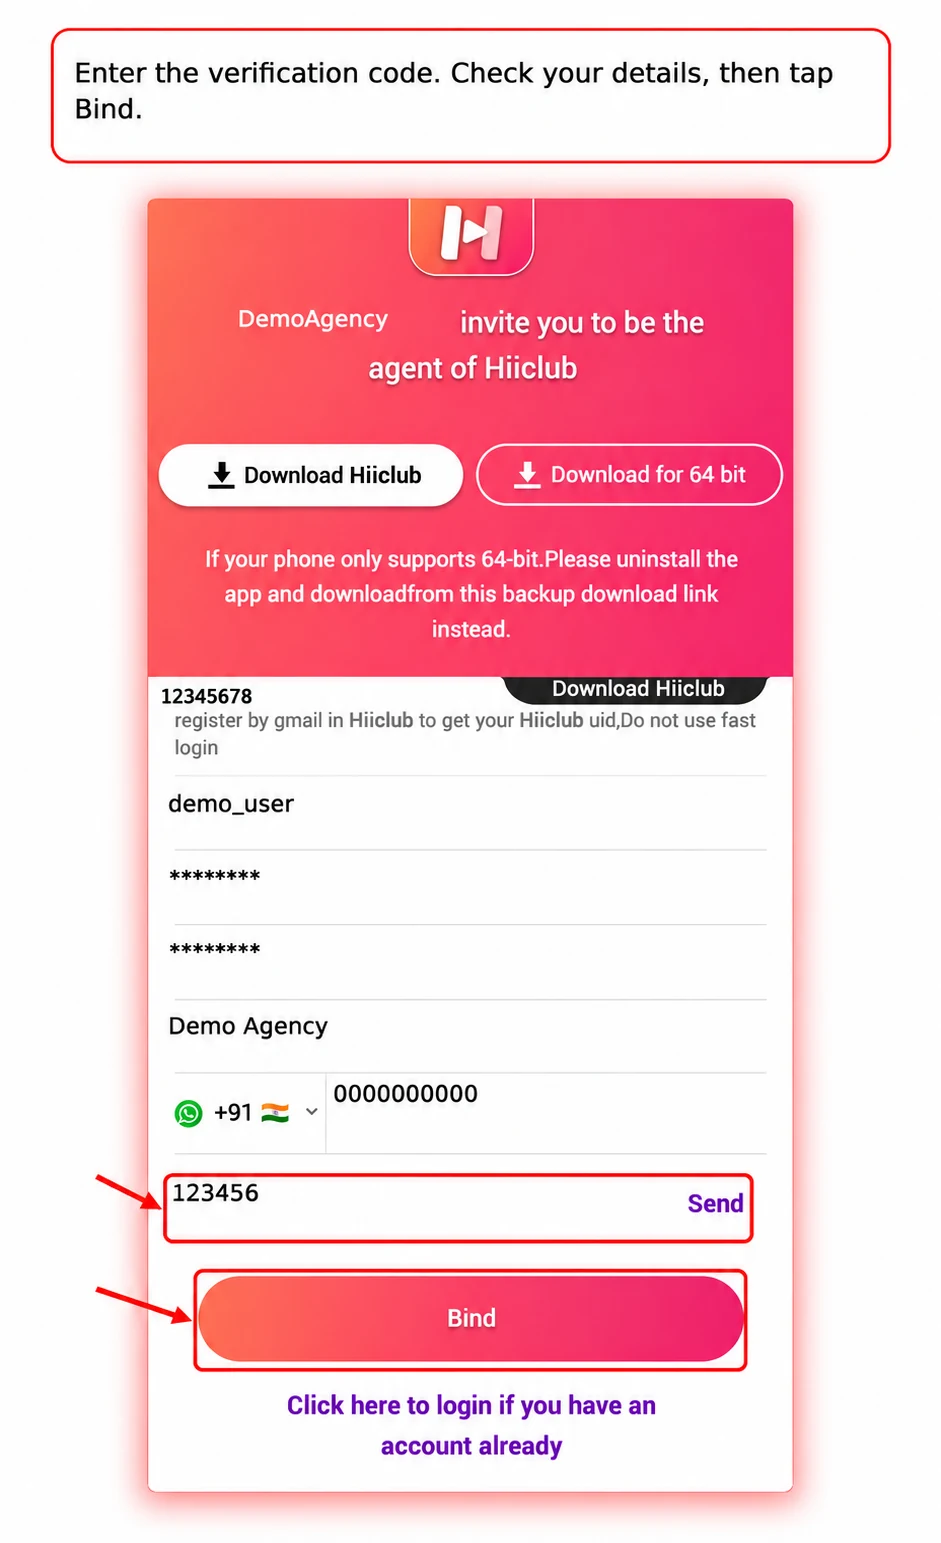 Enter the verification code. Check your details, then tap
Bind.
DemoAgency invite you to be the
agent of Hiiclub
Download Hiiclub
Download for 64 bit
If your phone only supports 64-bit.Please uninstall the
app and downloadfrom this backup download link
instead.
12345678
Download Hiiclub
register by gmail in Hiiclub to get your Hiiclub uid,Do not use fast
login
demo_user
********
********
Demo Agency
+91
0000000000
123456
Send
Bind
Click here to login if you have an
account already